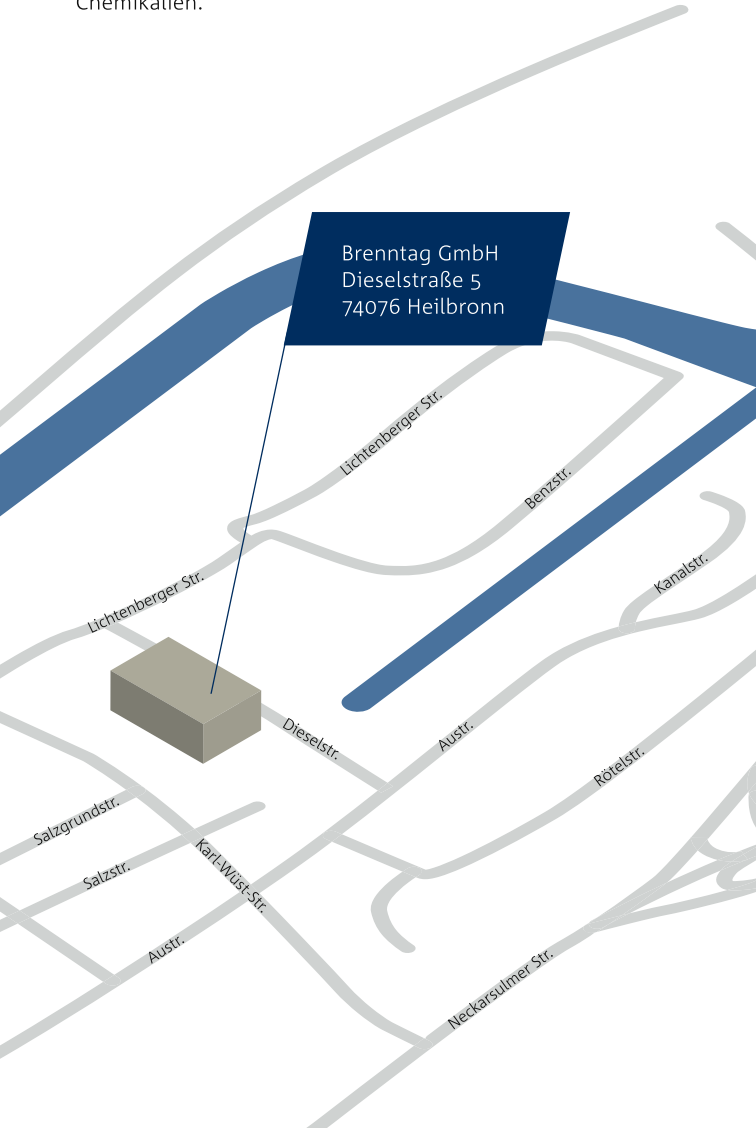 Chemikalien.
Brenntag GmbH
Dieselstraße 5
74076 Heilbronn
Lichtenberger Str.
Benzstr.
Kanalstr.
Lichtenberger Str.
Dieselstr.
Austr.
Rötelstr.
Salzgrundstr.
Salzstr.
Karl-Wüst-Str.
Austr.
Neckarsulmer Str.